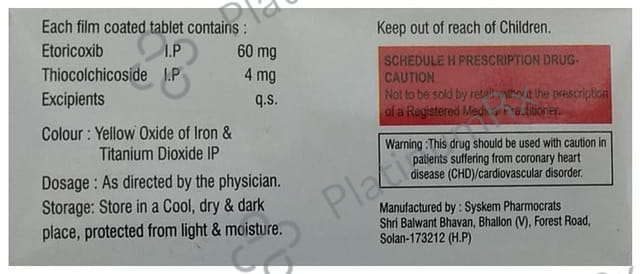 Each film coated tablet contains :
Etoricoxib I.P 60 mg
Thiocolchicoside I.P 4 mg
Excipients q.s.
Colour : Yellow Oxide of Iron &
Titanium Dioxide IP
Dosage : As directed by the physician.
Storage: Store in a Cool, dry & dark
place, protected from light & moisture.
Keep out of reach of Children.
SCHEDULE H PRESCRIPTION DRUG-
CAUTION
Not to be sold by retail without the prescription
of a Registered Medical Practitioner.
Warning :This drug should be used with caution in
patients suffering from coronary heart
disease (CHD)/cardiovascular disorder.
Manufactured by : Syskem Pharmocrats
Shri Balwant Bhavan, Bhallon (V), Forest Road,
Solan-173212 (H.P)
PlatinumRx